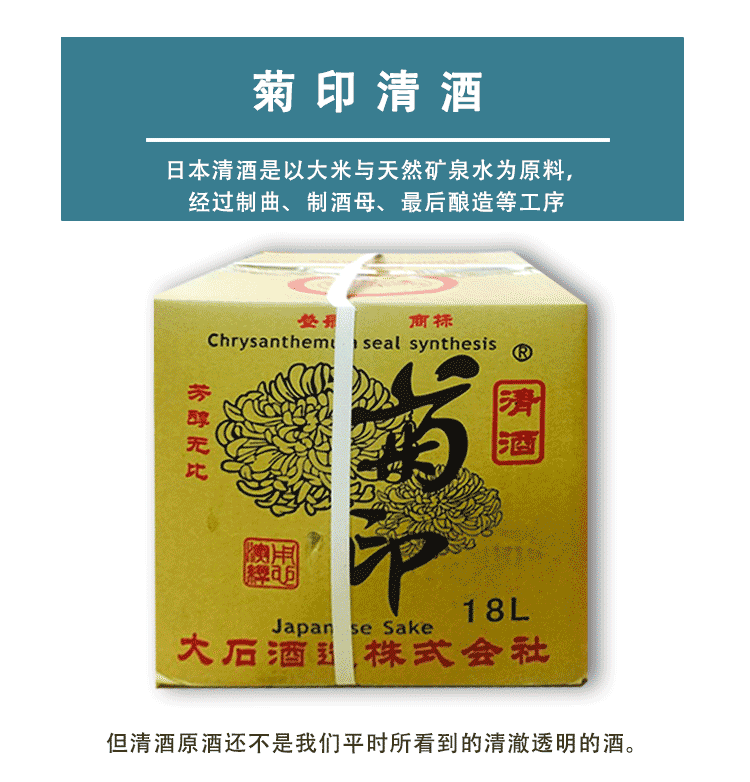 菊印清酒
日本清酒是以大米与天然矿泉水为原料,
经过制曲、制酒母、最后酿造等工序
商标
seal synthesis ®
芳醇无比
清酒
菊印
18L
Japanese Sake
大石酒造株式会社
但清酒原酒还不是我们平时所看到的清澈透明的酒。